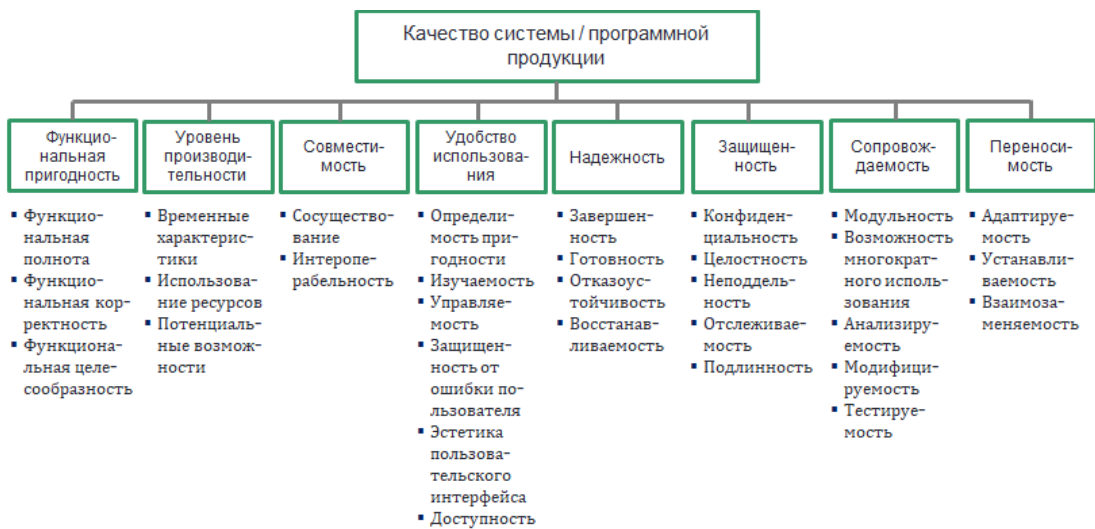 Качество системы / программной
продукции
Функцио-
нальная
пригодность
Уровень
производи-
тельности
Совмести-
мость
Удобство
использова-
ния
Надежность
Защищен-
ность
Сопровож-
даемость
Переноси-
мость
▪ Функцио-
нальная
полнота
▪ Функцио-
нальная кор-
ректность
▪ Функциона-
льная целе-
сообразность
▪ Временные
характерис-
тики
▪ Использова-
ние ресурсов
▪ Потенциаль-
ные возмож-
ности
▪ Сосущество-
вание
▪ Интеропе-
рабельность
▪ Определи-
мость при-
годности
▪ Изучаемость
▪ Управляе-
мость
▪ Защищен-
ность от
ошибки по-
льзователя
▪ Эстетика
пользова-
тельского
интерфейса
▪ Доступность
▪ Завершен-
ность
▪ Готовность
▪ Отказоус-
тойчивость
▪ Восстанав-
ливаемость
▪ Конфиден-
циальность
▪ Целостность
▪ Неподдель-
ность
▪ Отслеживае-
мость
▪ Подлинность
▪ Модульность
▪ Возможность
многократ-
ного исполь-
зования
▪ Анализиру-
емость
▪ Модифици-
руемость
▪ Тестируе-
мость
▪ Адаптируе-
мость
▪ Устанавли-
ваемость
▪ Взаимоза-
меняемость